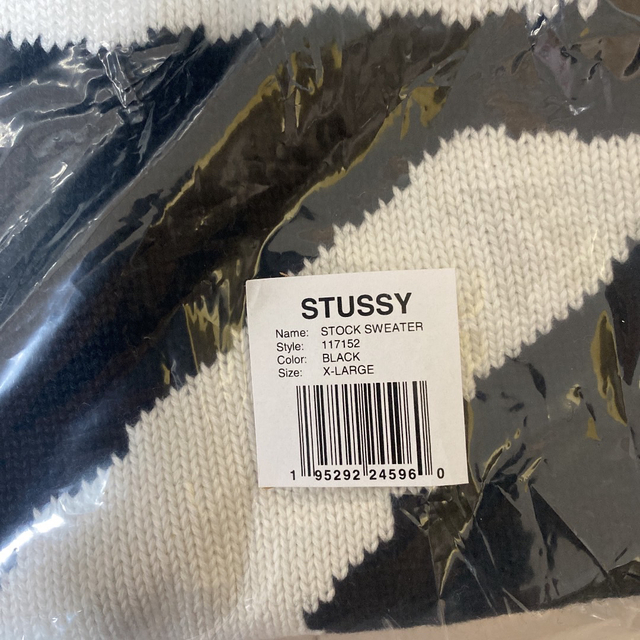 STUSSY
Name: STOCK SWEATER
Style: 117152
Color: BLACK
Size: X-LARGE
1 95292 24596 0